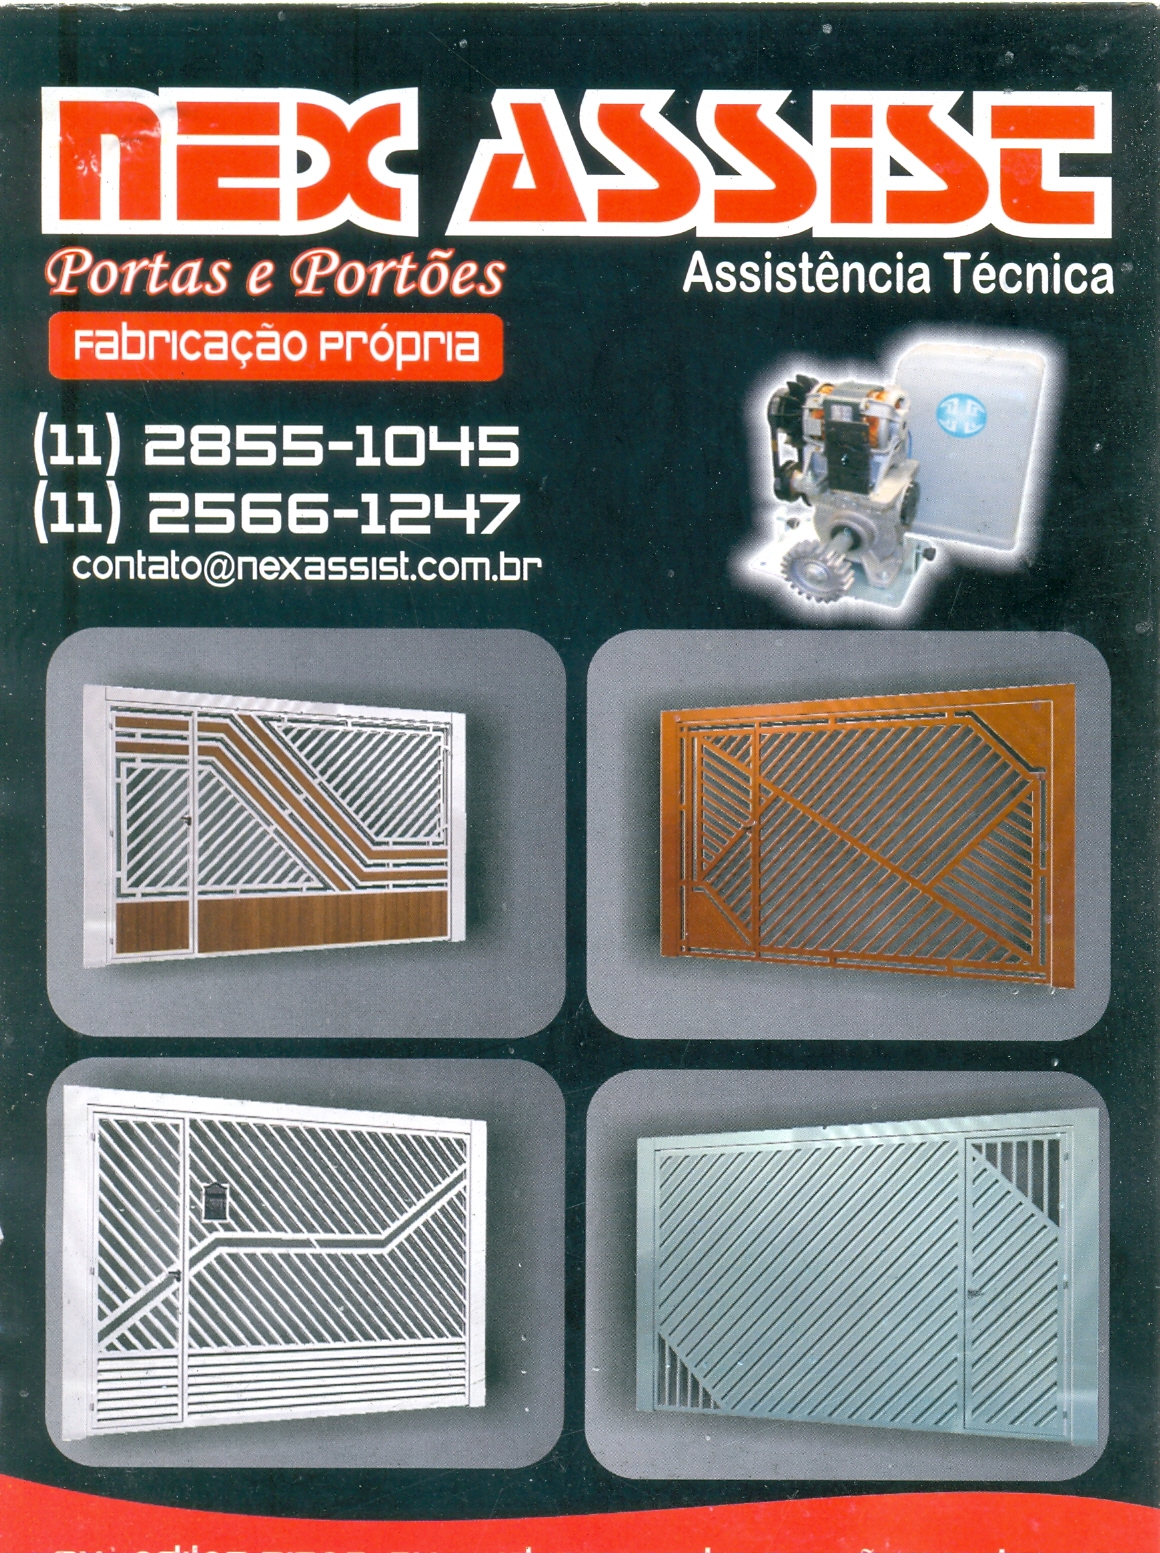 NEX ASSIST
Portas e Portões
Assistência Técnica
Fabricação Própria
(11) 2855-1045
(11) 2566-1247
contato@nexassist.com.br